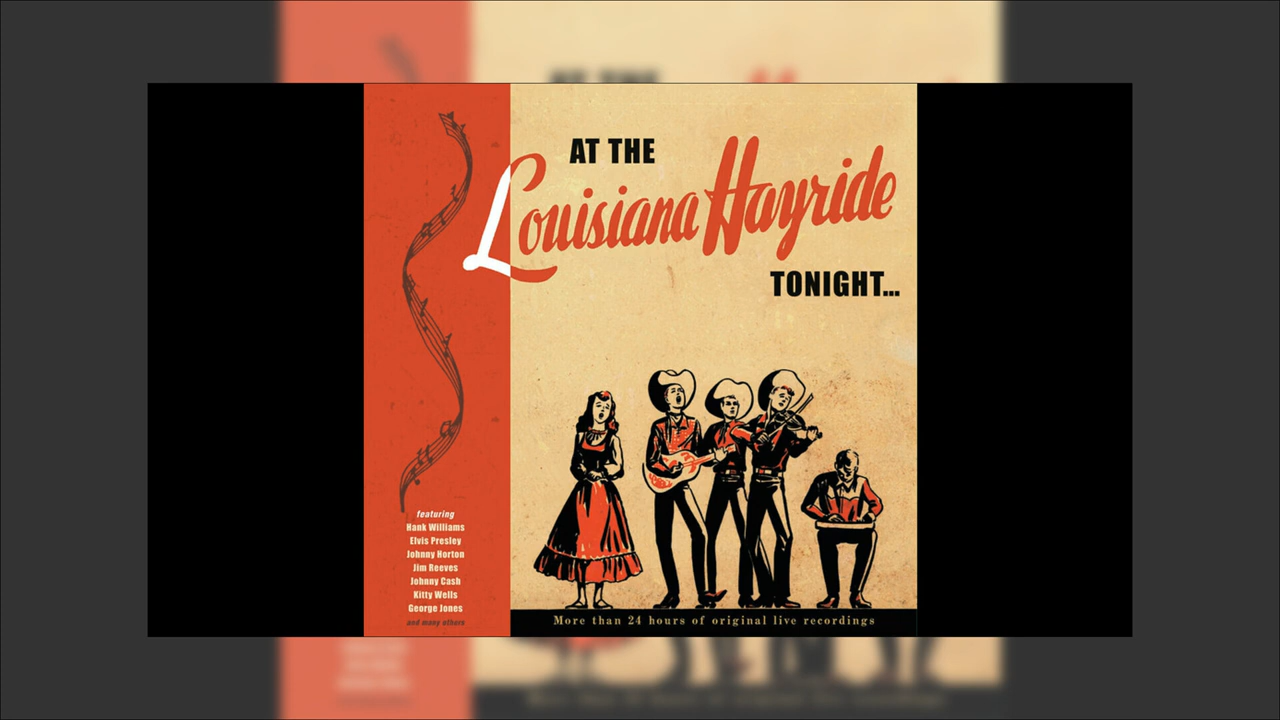 AT THE
Louisiana Hayride
TONIGHT...
featuring
Hank Williams
Elvis Presley
Johnny Horton
Jim Reeves
Johnny Cash
Kitty Wells
George Jones
and many others
More than 24 hours of original live recordings